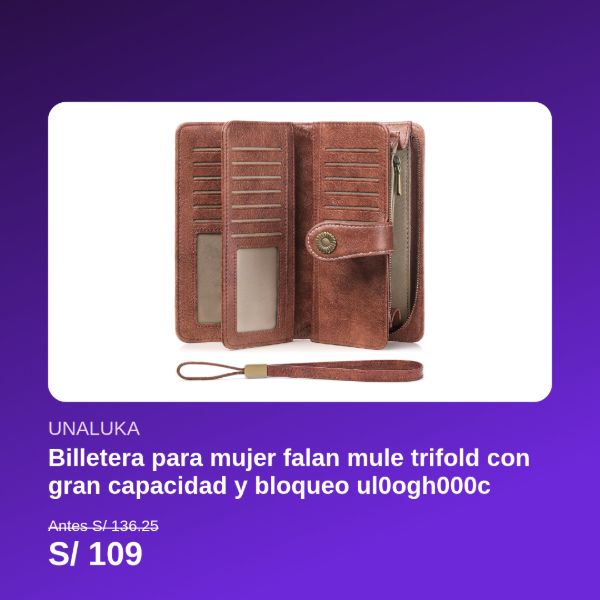 UNALUKA
Billetera para mujer falan mule trifold con
gran capacidad y bloqueo ul0ogh000c
Antes S/ 136.25
S/ 109